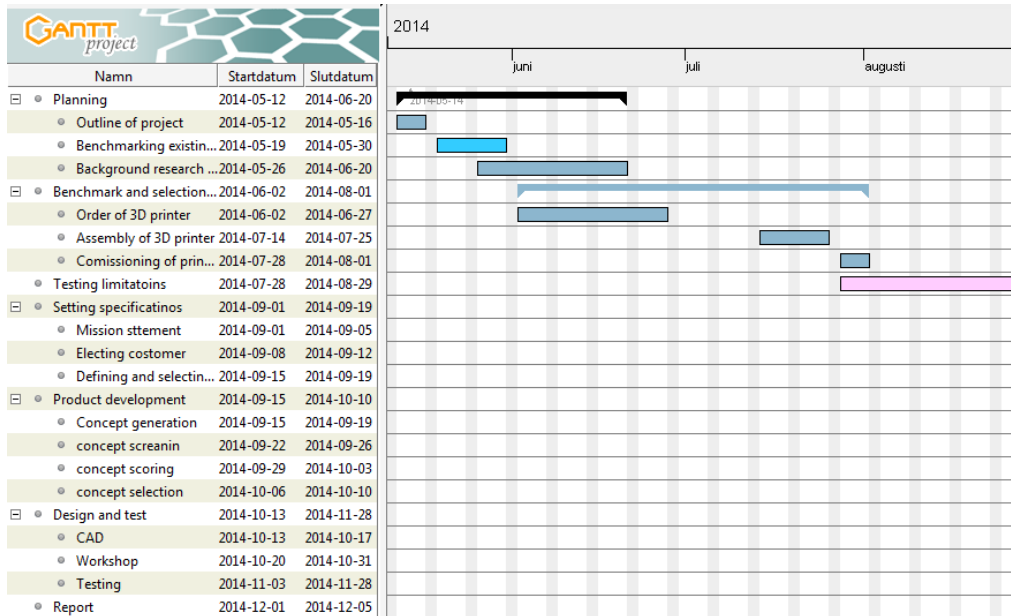 GANTT
project
2014
juni juli augusti
Namn Startdatum Slutdatum
Planning 2014-05-12 2014-06-20 2014-05-14
Outline of project 2014-05-12 2014-05-16
Benchmarking existin... 2014-05-19 2014-05-30
Background research ... 2014-05-26 2014-06-20
Benchmark and selection... 2014-06-02 2014-08-01
Order of 3D printer 2014-06-02 2014-06-27
Assembly of 3D printer 2014-07-14 2014-07-25
Comissioning of prin... 2014-07-28 2014-08-01
Testing limitatoins 2014-07-28 2014-08-29
Setting specificatinos 2014-09-01 2014-09-19
Mission sttement 2014-09-01 2014-09-05
Electing costomer 2014-09-08 2014-09-12
Defining and selectin... 2014-09-15 2014-09-19
Product development 2014-09-15 2014-10-10
Concept generation 2014-09-15 2014-09-19
concept screanin 2014-09-22 2014-09-26
concept scoring 2014-09-29 2014-10-03
concept selection 2014-10-06 2014-10-10
Design and test 2014-10-13 2014-11-28
CAD 2014-10-13 2014-10-17
Workshop 2014-10-20 2014-10-31
Testing 2014-11-03 2014-11-28
Report 2014-12-01 2014-12-05